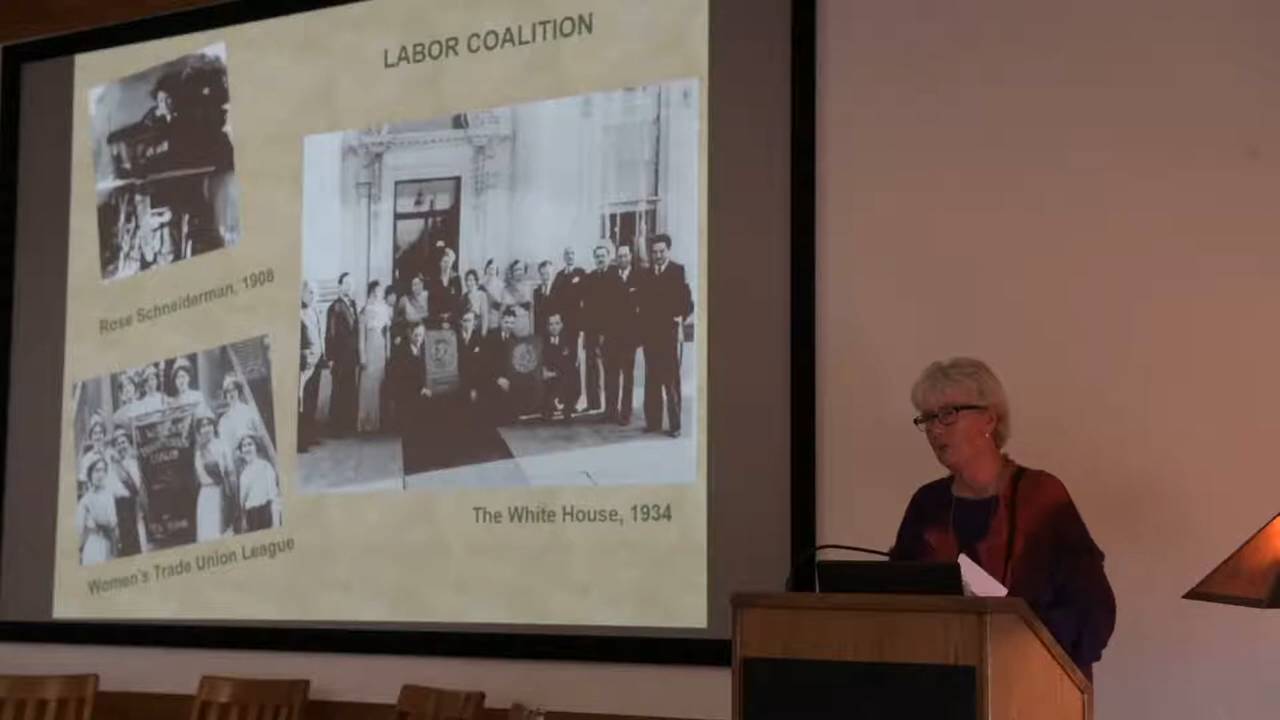 LABOR COALITION
Rose Schneiderman, 1908
The White House, 1934
Women's Trade Union League